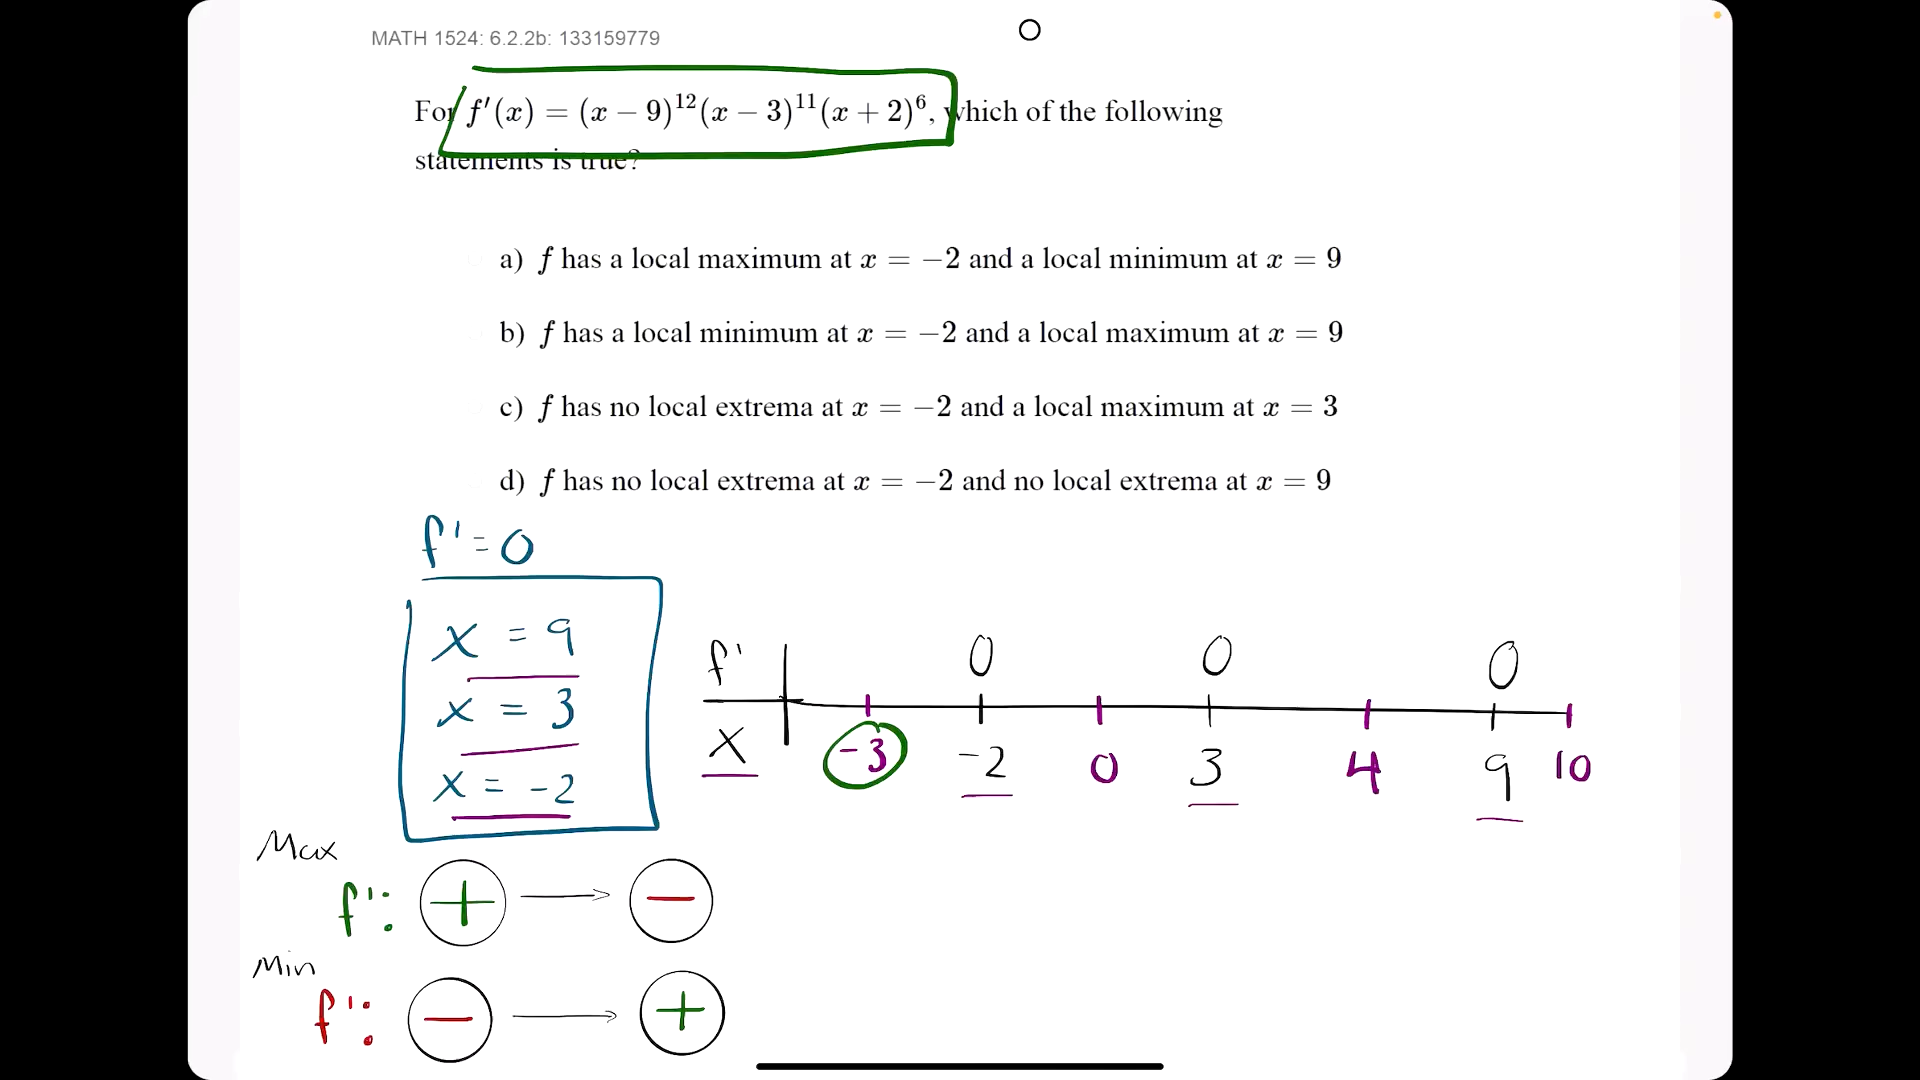 MATH 1524: 6.2.2b: 133159779
For f′(x) = (x − 9)¹²(x − 3)¹¹(x + 2)⁶, which of the following
statements is true?
a) f has a local maximum at x = −2 and a local minimum at x = 9
b) f has a local minimum at x = −2 and a local maximum at x = 9
c) f has no local extrema at x = −2 and a local maximum at x = 3
d) f has no local extrema at x = −2 and no local extrema at x = 9
f' = 0
x = 9
x = 3
x = -2
f' 0 0 0
x -3 -2 0 3 4 9 10
Max
f': + → −
Min
f': − → +